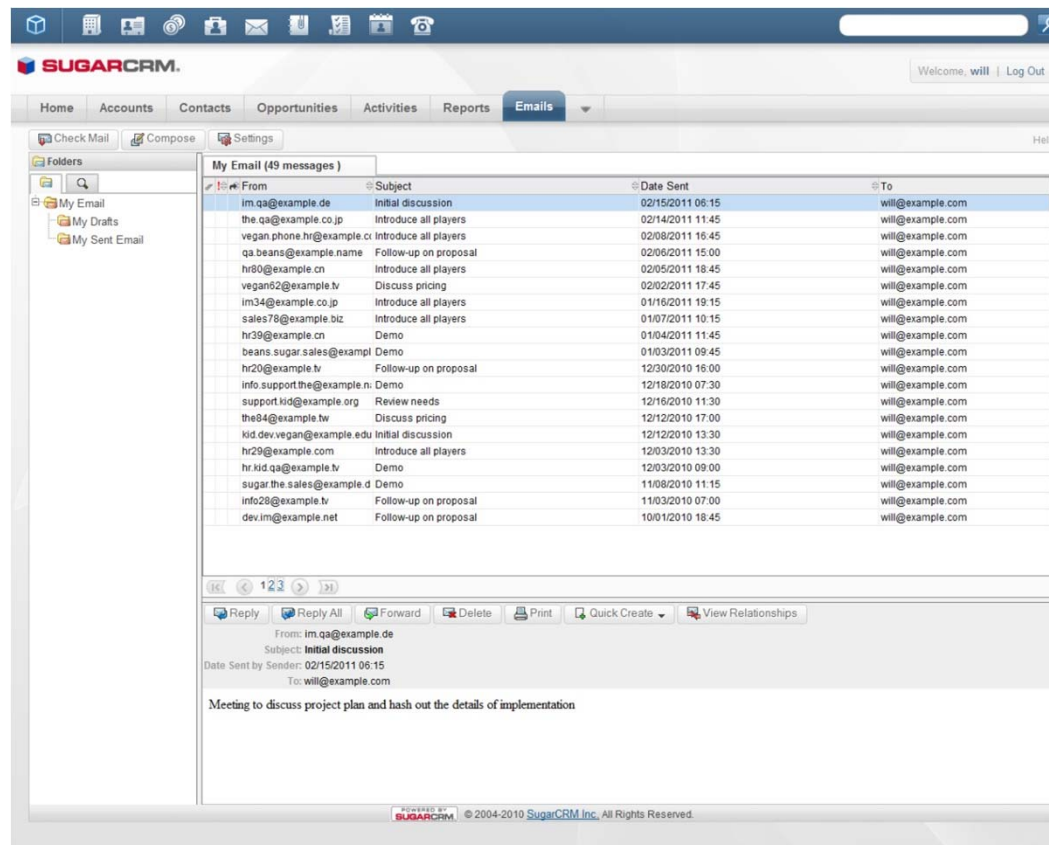 SUGARCRM.
Welcome, will | Log Out
Home Accounts Contacts Opportunities Activities Reports Emails
Check Mail Compose Settings
Folders
My Email (49 messages )
From Subject Date Sent To
My Email
My Drafts
My Sent Email
im.qa@example.de Initial discussion 02/15/2011 06:15 will@example.com
the.qa@example.co.jp Introduce all players 02/14/2011 11:45 will@example.com
vegan.phone.hr@example.cc Introduce all players 02/08/2011 16:45 will@example.com
qa.beans@example.name Follow-up on proposal 02/06/2011 15:00 will@example.com
hr80@example.cn Introduce all players 02/05/2011 18:45 will@example.com
vegan62@example.tv Discuss pricing 02/02/2011 17:45 will@example.com
im34@example.co.jp Introduce all players 01/16/2011 19:15 will@example.com
sales78@example.biz Introduce all players 01/07/2011 10:15 will@example.com
hr39@example.cn Demo 01/04/2011 11:45 will@example.com
beans.sugar.sales@exampl Demo 01/03/2011 09:45 will@example.com
hr20@example.tv Follow-up on proposal 12/30/2010 16:00 will@example.com
info.support.the@example.n Demo 12/18/2010 07:30 will@example.com
support.kid@example.org Review needs 12/16/2010 11:30 will@example.com
the84@example.tw Discuss pricing 12/12/2010 17:00 will@example.com
kid.dev.vegan@example.edu Initial discussion 12/12/2010 13:30 will@example.com
hr29@example.com Introduce all players 12/03/2010 13:30 will@example.com
hr.kid.qa@example.tv Demo 12/03/2010 09:00 will@example.com
sugar.the.sales@example.d Demo 11/08/2010 11:15 will@example.com
info28@example.tv Follow-up on proposal 11/03/2010 07:00 will@example.com
dev.im@example.net Follow-up on proposal 10/01/2010 18:45 will@example.com
1 2 3
Reply Reply All Forward Delete Print Quick Create View Relationships
From: im.qa@example.de
Subject: Initial discussion
Date Sent by Sender: 02/15/2011 06:15
To: will@example.com
Meeting to discuss project plan and hash out the details of implementation
POWERED BY
SUGARCRM. © 2004-2010 SugarCRM Inc. All Rights Reserved.